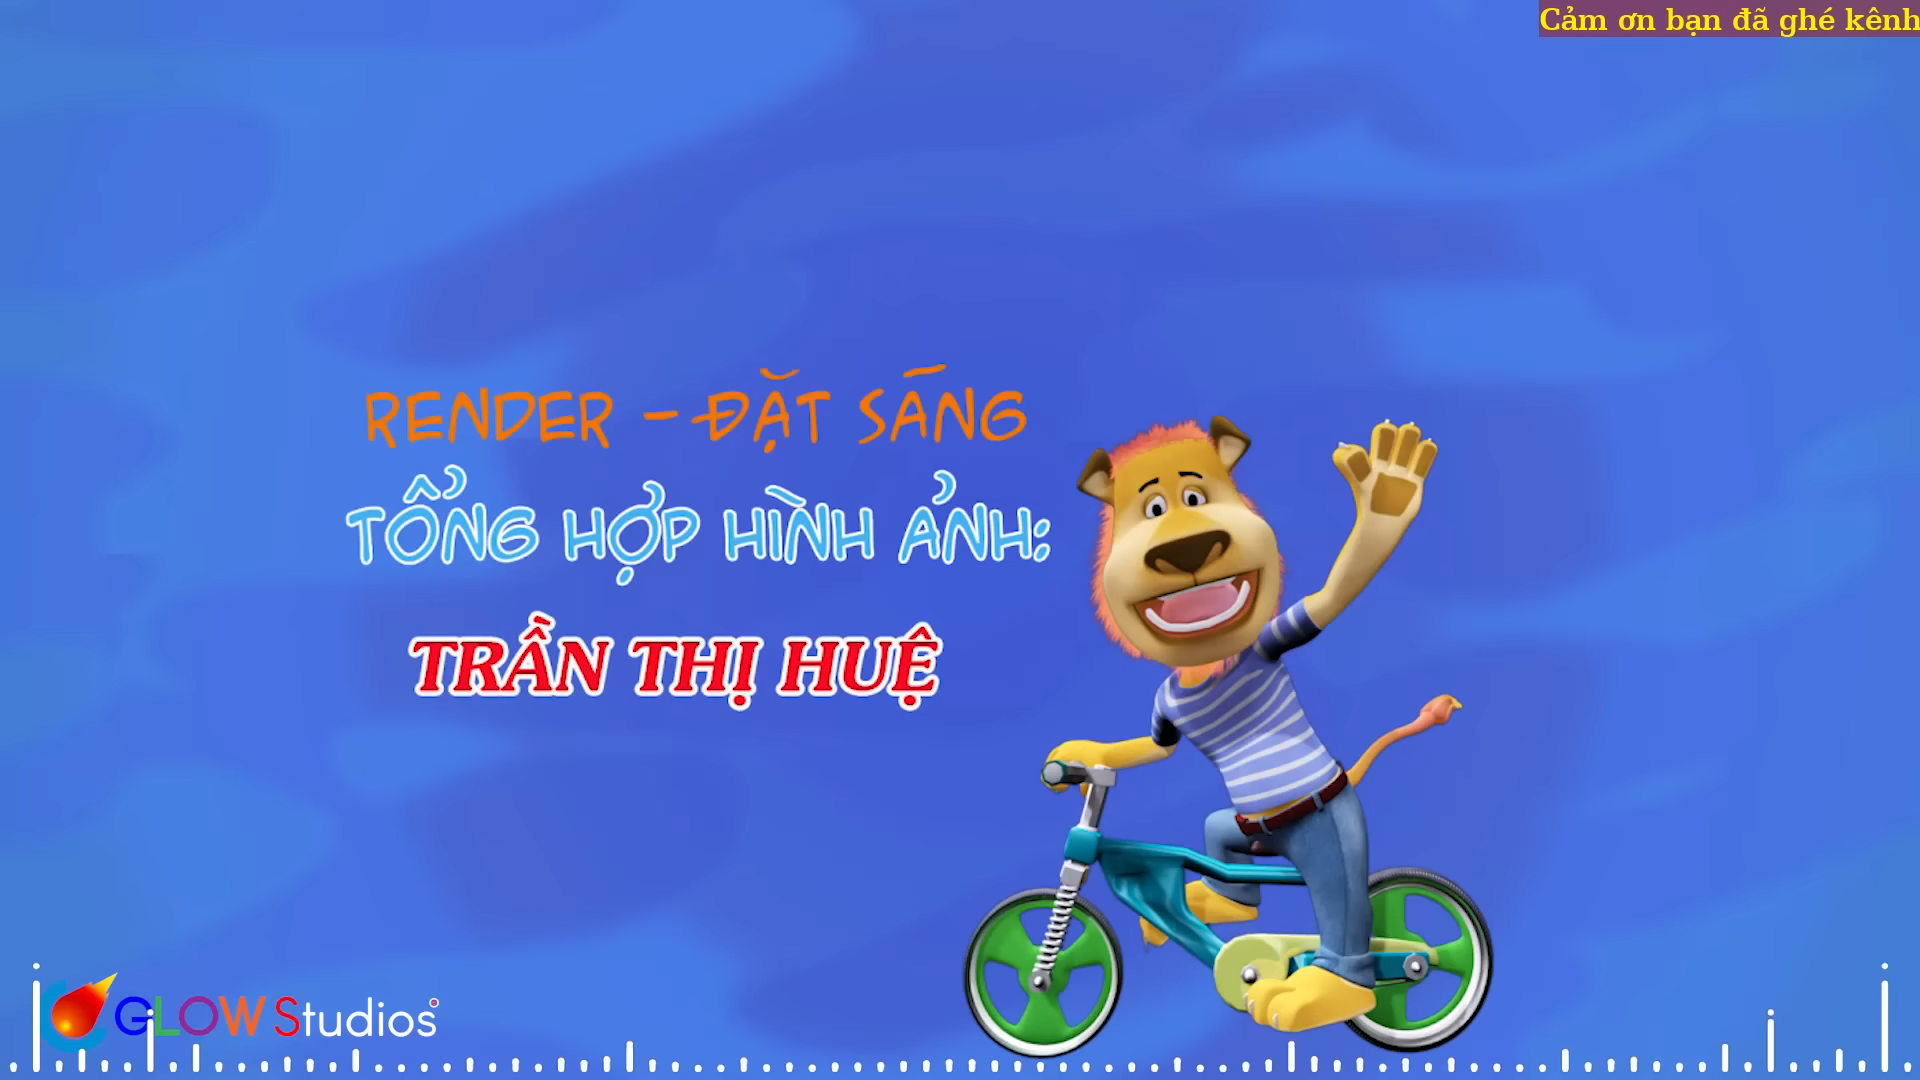 Cảm ơn bạn đã ghé kênh
RENDER - ĐẶT SÁNG
TỔNG HỢP HÌNH ẢNH:
TRẦN THỊ HUỆ
GLOW Studios